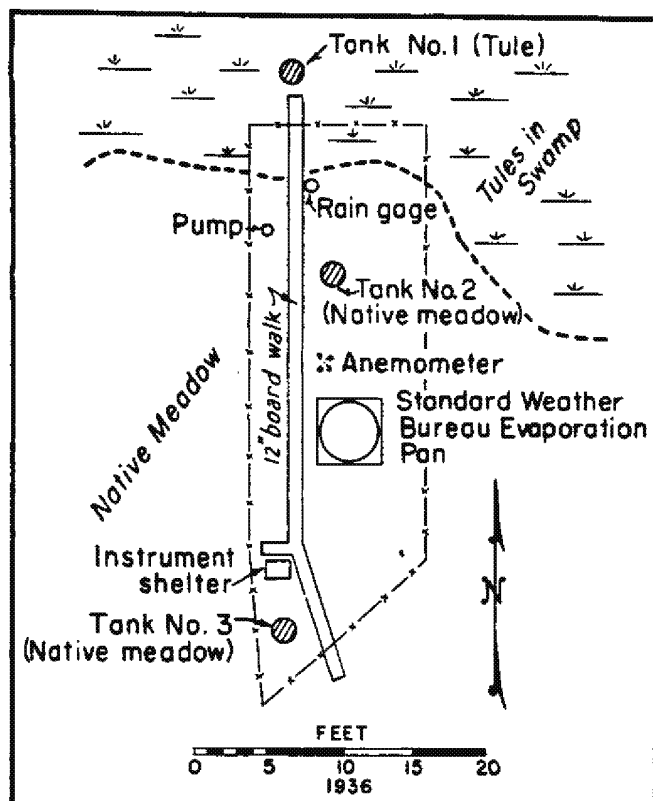 Tank No. 1 (Tule)
Tules in
Swamp
Rain gage
Pump
Tank No. 2
(Native meadow)
12" board walk
Anemometer
Native Meadow
Standard Weather
Bureau Evaporation
Pan
Instrument
shelter
N
Tank No. 3
(Native meadow)
FEET
0 5 10 15 20
1936